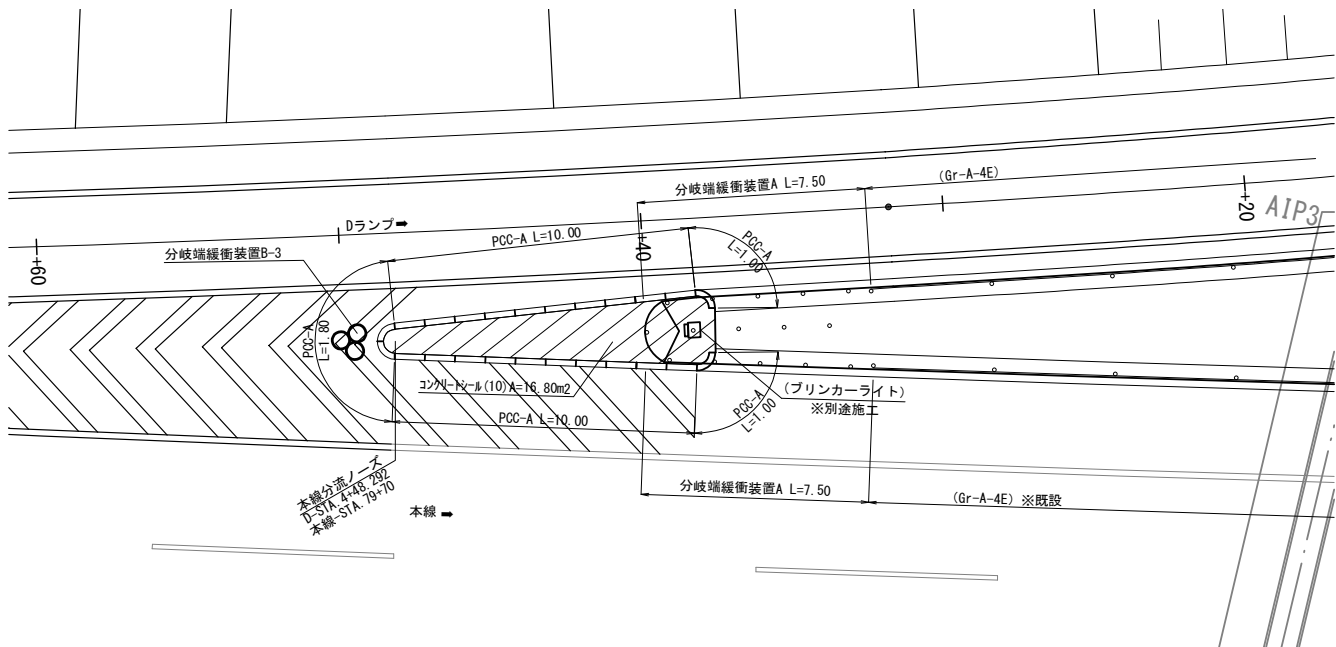 分岐端緩衝装置A L=7.50
(Gr-A-4E)
+20
AIP3
Dランプ➡
PCC-A L=10.00
+40
PCC-A
L=1.00
+60
分岐端緩衝装置B-3
PCC-A
L=1.80
コンクリートシール(10)A=16.80m2
(ブリンカーライト)
※別途施工
PCC-A L=10.00
PCC-A
L=1.00
本線分流ノーズ
D-STA.4+48.292
本線-STA.79+70
本線 ➡
分岐端緩衝装置A L=7.50
(Gr-A-4E) ※既設